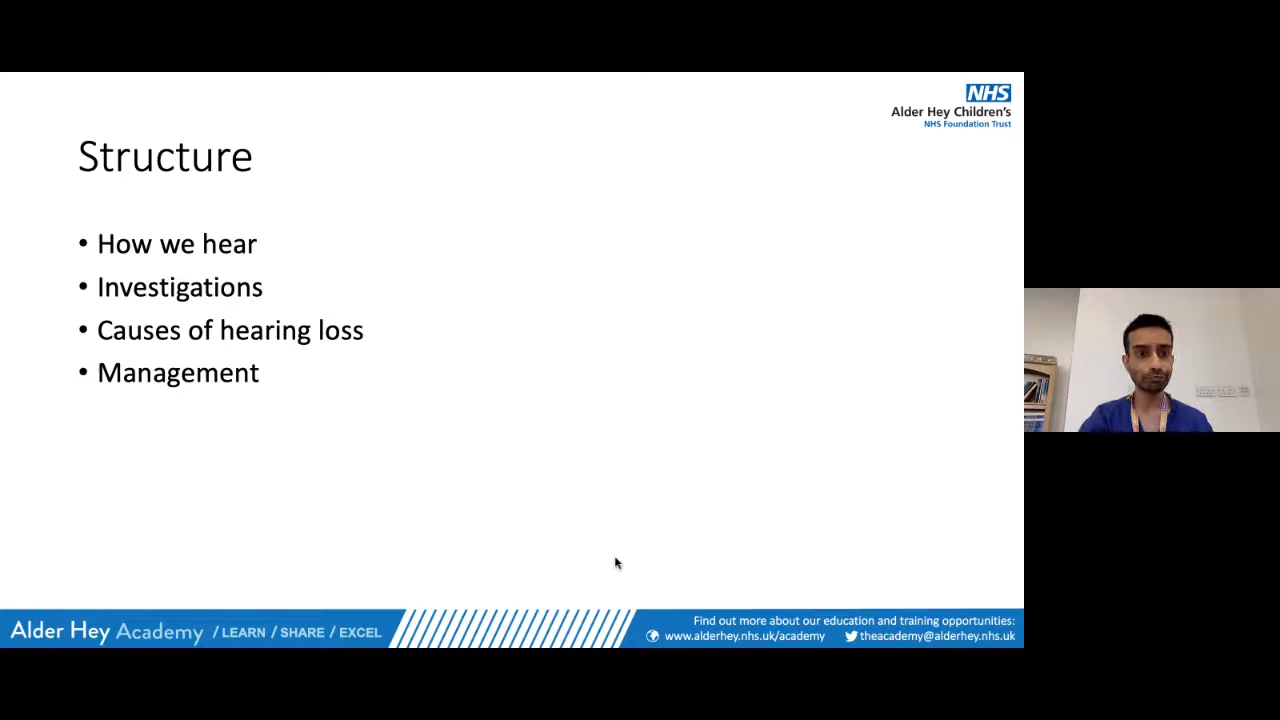 NHS
Alder Hey Children's
NHS Foundation Trust
Structure
• How we hear
• Investigations
• Causes of hearing loss
• Management
Alder Hey Academy / LEARN / SHARE / EXCEL
Find out more about our education and training opportunities:
www.alderhey.nhs.uk/academy theacademy@alderhey.nhs.uk